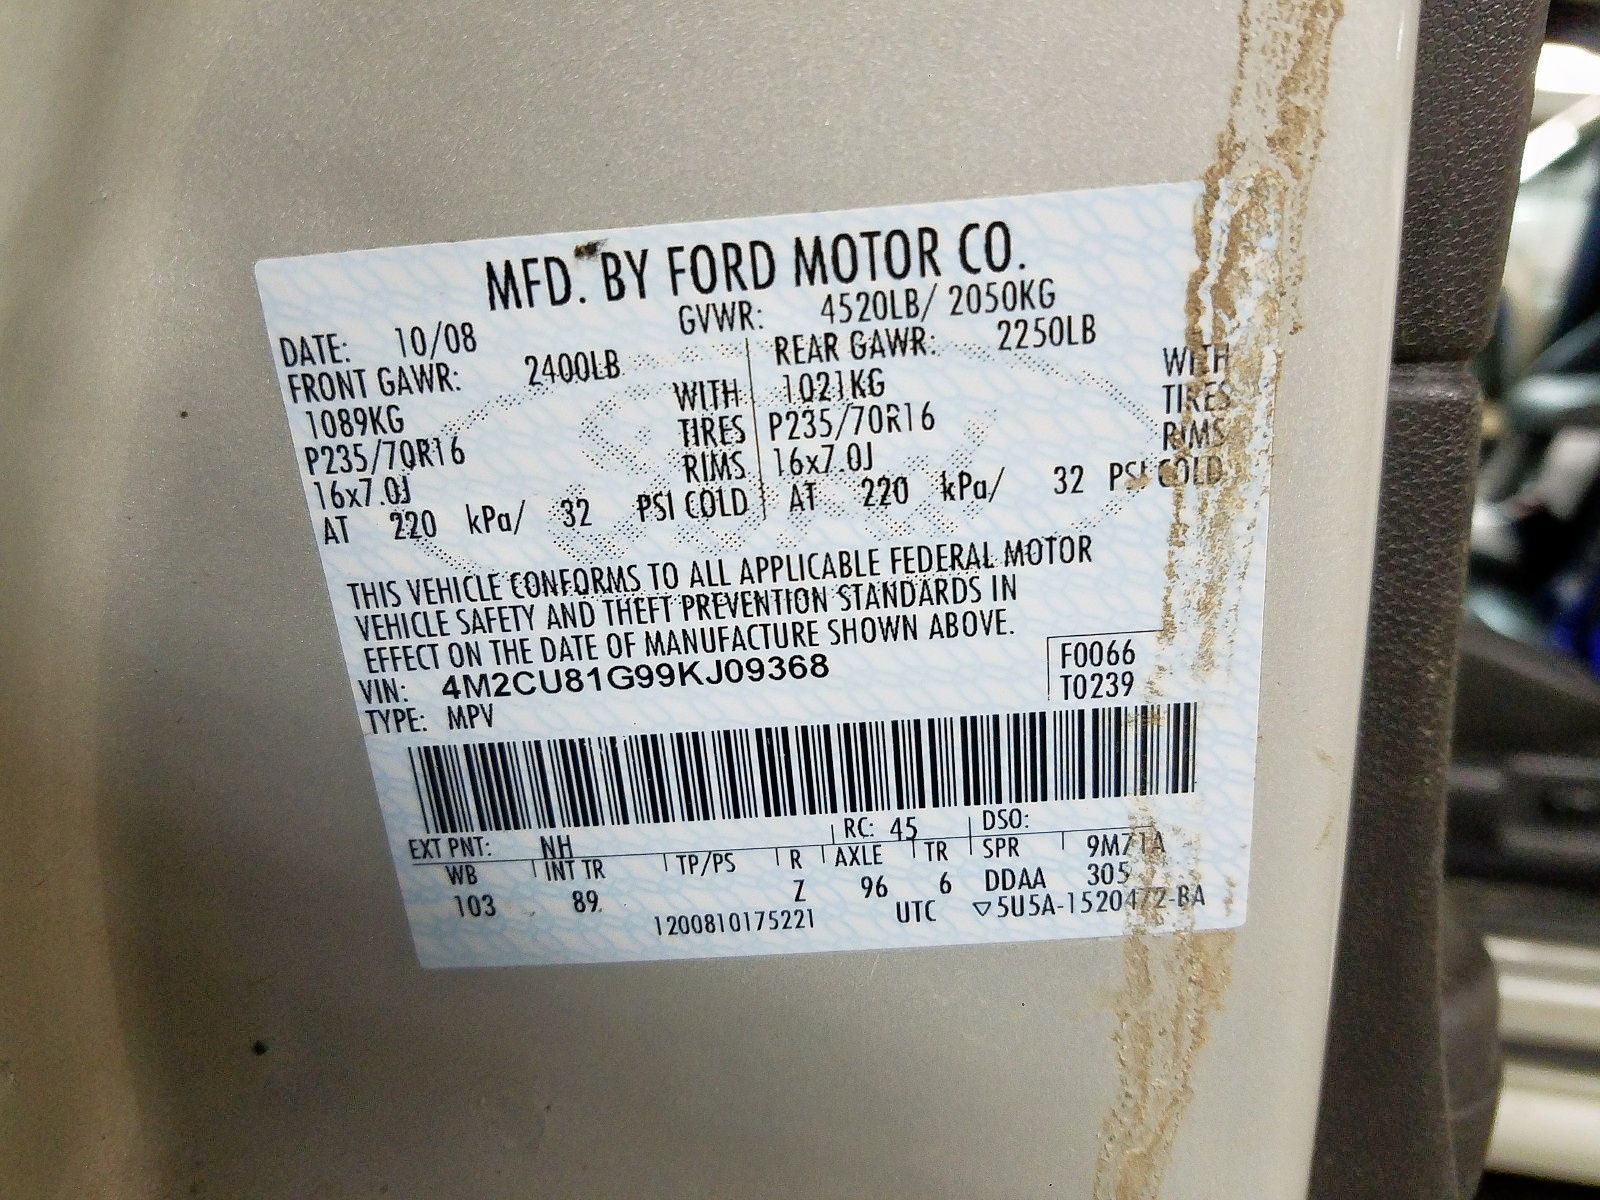 MFD. BY FORD MOTOR CO.
DATE: 10/08 GVWR: 4520LB/ 2050KG
FRONT GAWR: 2400LB REAR GAWR: 2250LB
1089KG WITH 1021KG WITH
P235/70R16 TIRES P235/70R16 TIRES
16x7.0J RIMS 16x7.0J RIMS
AT 220 kPa/ 32 PSI COLD AT 220 kPa/ 32 PSI COLD
THIS VEHICLE CONFORMS TO ALL APPLICABLE FEDERAL MOTOR
VEHICLE SAFETY AND THEFT PREVENTION STANDARDS IN
EFFECT ON THE DATE OF MANUFACTURE SHOWN ABOVE.
VIN: 4M2CU81G99KJ09368 F0066
TYPE: MPV T0239
EXT PNT: NH RC: 45 DSO:
WB INT TR TP/PS R AXLE TR SPR 9M71A
103 89 Z 96 6 DDAA 305
1200810175221 UTC ▽5U5A-1520472-BA